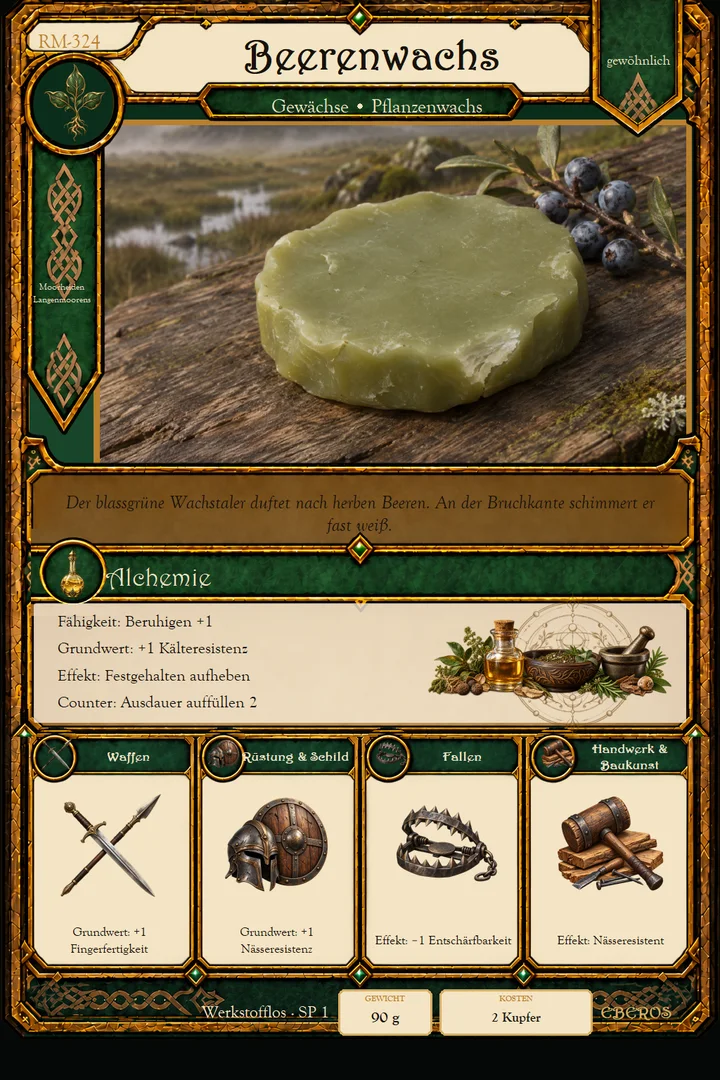 RM-324
Beerenwachs
gewöhnlich
Gewächse • Pflanzenwachs
Moorheiden
Langenmoorens
Der blassgrüne Wachstaler duftet nach herben Beeren. An der Bruchkante schimmert er
fast weiß.
Alchemie
Fähigkeit: Beruhigen +1
Grundwert: +1 Kälteresistenz
Effekt: Festgehalten aufheben
Counter: Ausdauer auffüllen 2
Waffen
Grundwert: +1
Fingerfertigkeit
Rüstung & Schild
Grundwert: +1
Nässeresistenz
Fallen
Effekt: −1 Entschärfbarkeit
Handwerk &
Baukunst
Effekt: Nässeresistent
Werkstofflos · SP 1
GEWICHT
90 g
KOSTEN
2 Kupfer
EBEROS